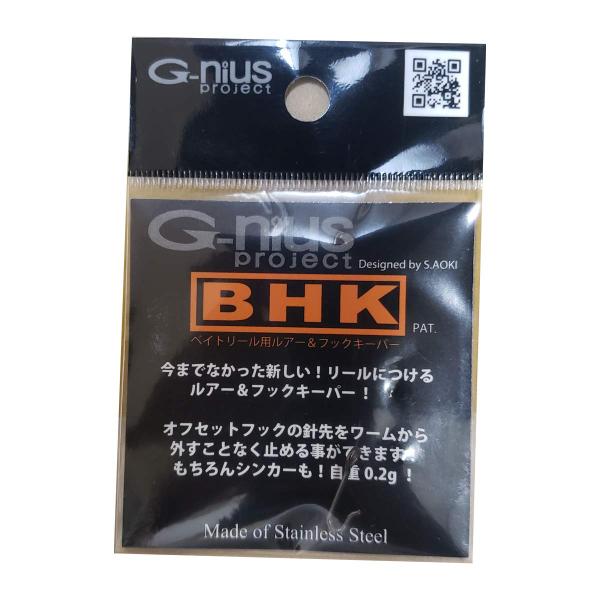 G-nius
project
G-nius
project
Designed by S.AOKI
BHK
PAT.
ベイトリール用ルアー＆フックキーパー
今までなかった新しい！リールにつける
ルアー＆フックキーパー！
オフセットフックの針先をワームから
外すことなく止める事ができます！
もちろんシンカーも！自重 0.2g ！
Made of Stainless Steel